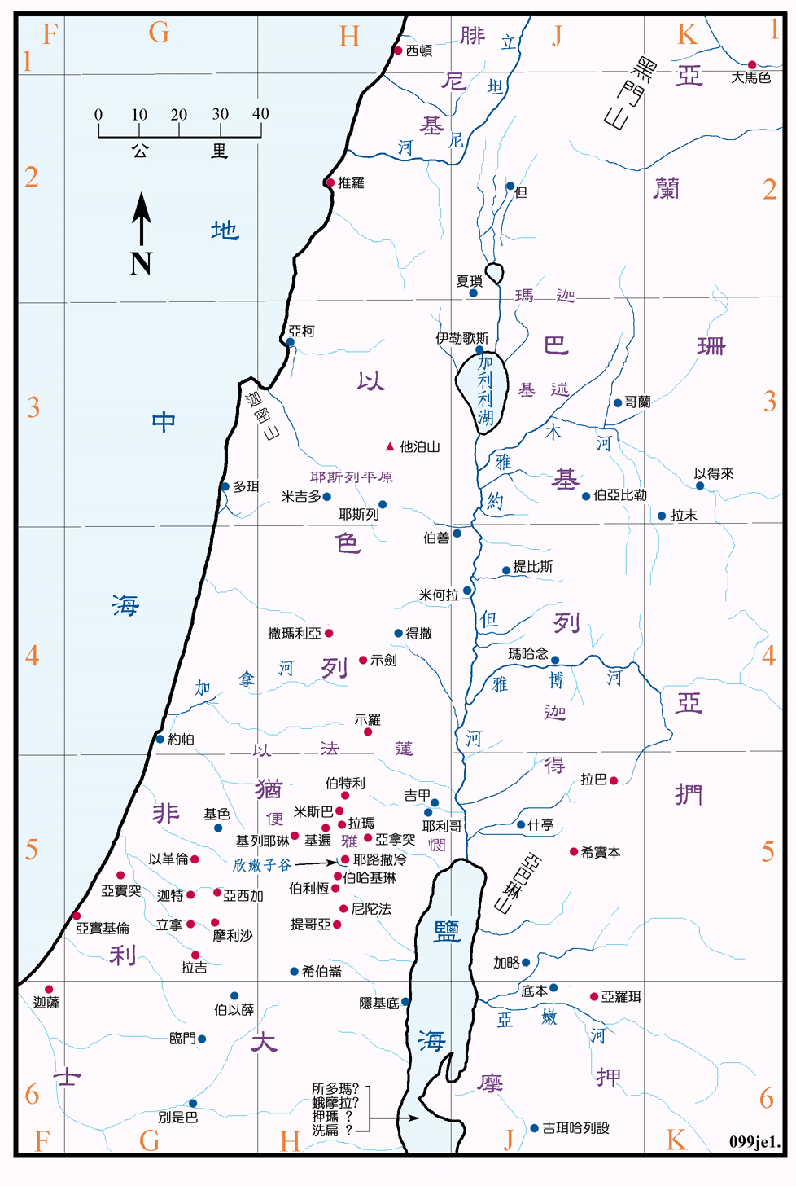 F G H J K
1
1
西頓
腓尼基
立坦尼河
黑門山
亞蘭
大馬色
0 10 20 30 40
公里
N
2
2
推羅
但
地中海
夏瑣
瑪迦
亞柯
伊勒歌斯
巴珊
基述
加利利湖
以色列
3
3
迦密山
哥蘭
他泊山
雅木河
耶斯列平原
多珥
米吉多
耶斯列
基列
伯亞比勒
以得來
拉末
約但河
伯善
提比斯
米何拉
撒瑪利亞
得撒
示劍
瑪哈念
4
4
加拿河
雅博河
示羅
迦得
亞捫
約帕
以法蓮
伯特利
吉甲
拉巴
非利士
猶大
便雅憫
基色
米斯巴
拉瑪
耶利哥
什亭
基列耶琳
基遍
亞拿突
5
5
以革倫
欣嫩子谷
耶路撒冷
希實本
亞實突
迦特
亞西加
伯哈基琳
伯利恆
亞巴琳山
亞實基倫
立拿
摩利沙
尼陀法
提哥亞
鹽海
拉吉
希伯崙
加略
迦薩
伯以薛
隱基底
底本
亞羅珥
亞嫩河
臨門
6
6
所多瑪?
蛾摩拉?
押瑪 ?
洗扁 ?
摩押
別是巴
吉珥哈列設
F G H J K
099je1.